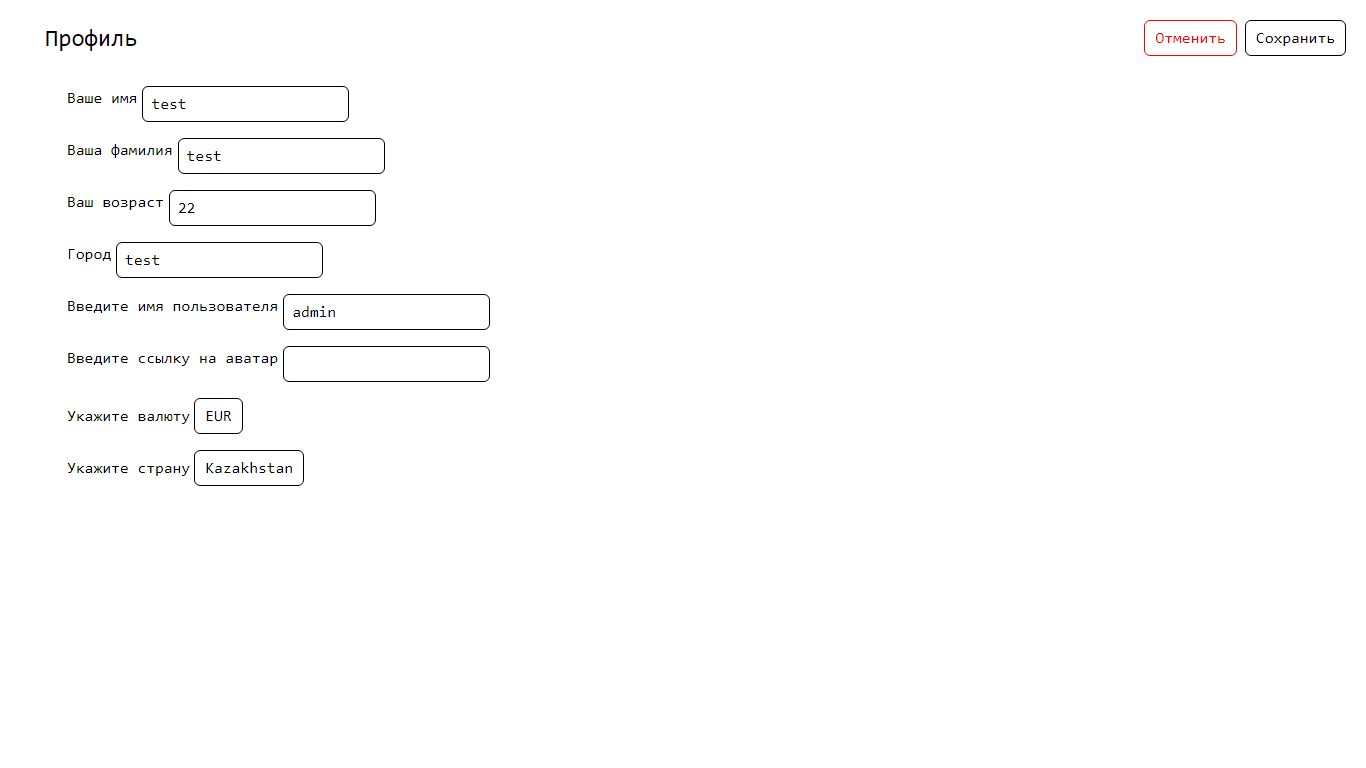 Профиль
Отменить Сохранить
Ваше имя test
Ваша фамилия test
Ваш возраст 22
Город test
Введите имя пользователя admin
Введите ссылку на аватар
Укажите валюту EUR
Укажите страну Kazakhstan